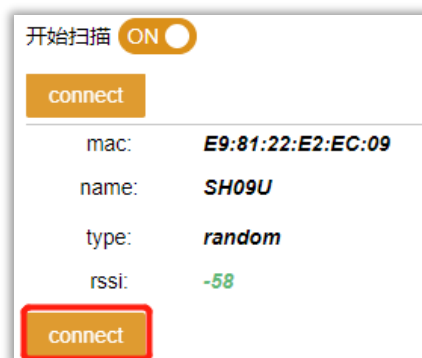 开始扫描 ON
connect
mac: E9:81:22:E2:EC:09
name: SH09U
type: random
rssi: -58
connect